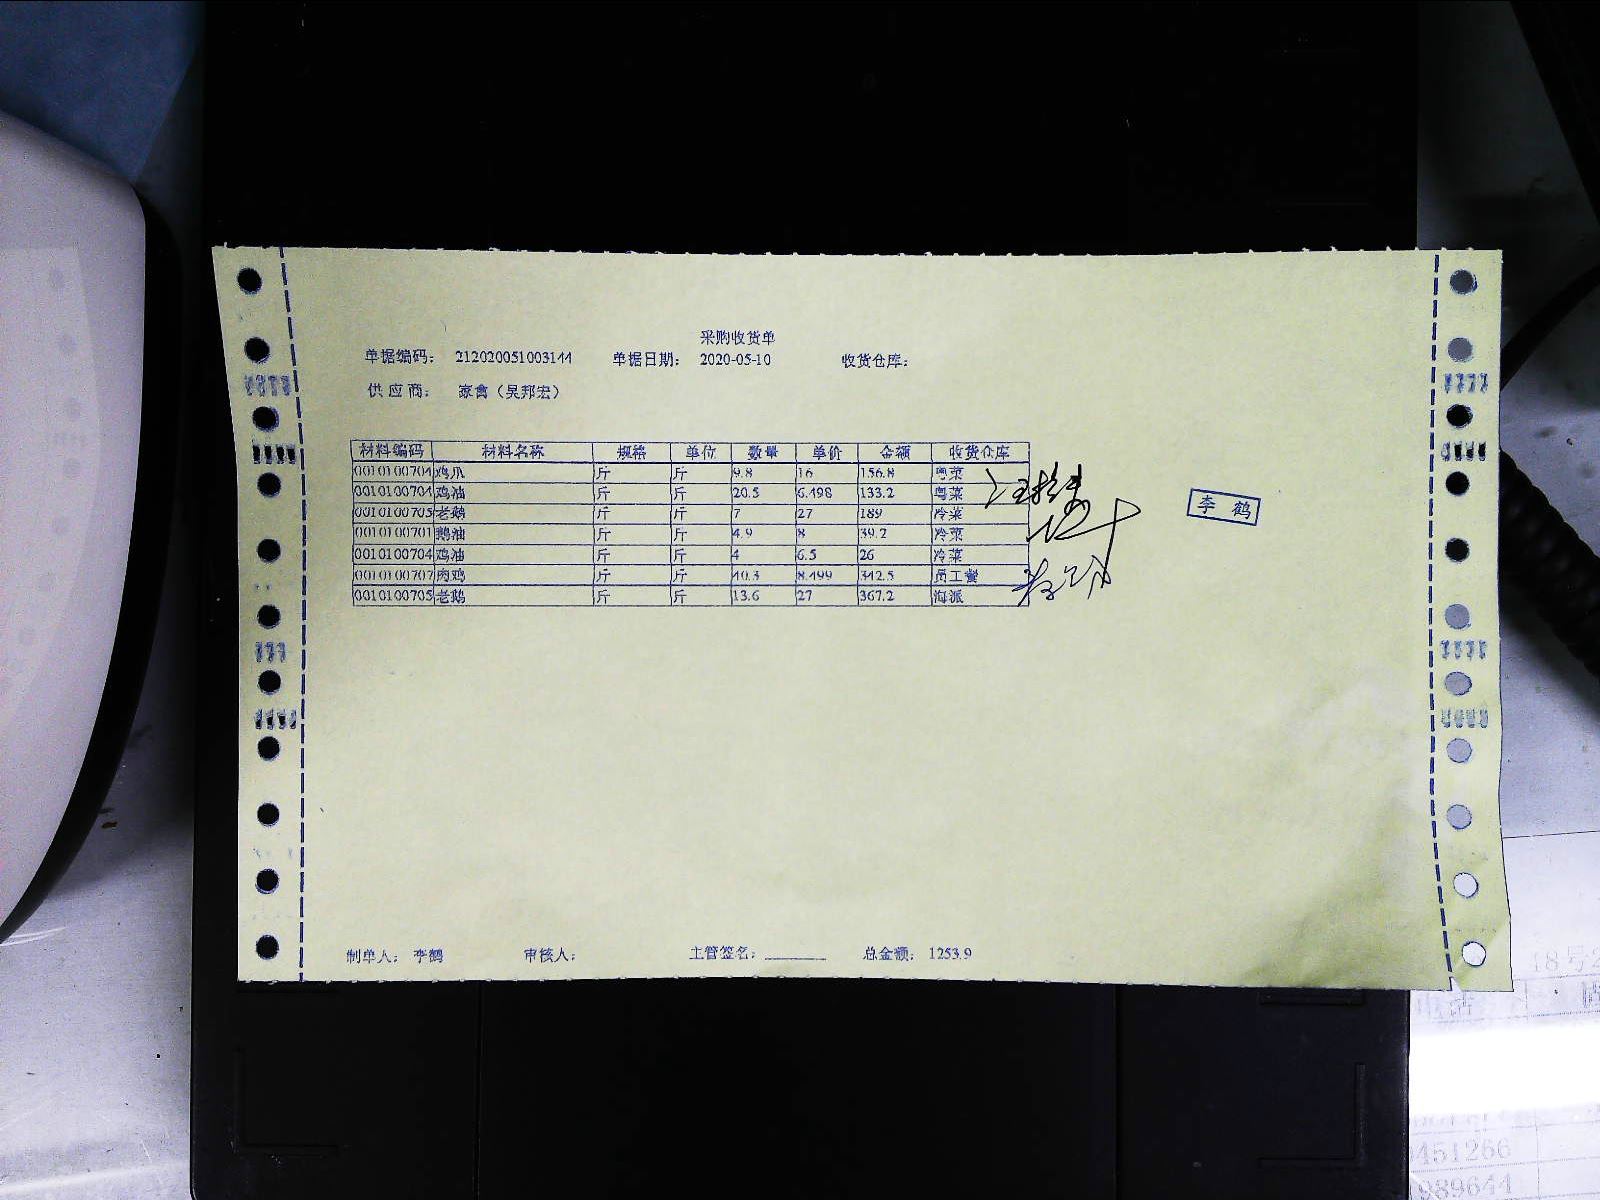 采购收货单
单据编码： 212020051003144 单据日期： 2020-05-10 收货仓库：
供应商： 家禽（吴邦宏）
材料编码 材料名称 规格 单位 数量 单价 金额 收货仓库
0010100704 鸡爪 斤 斤 9.8 16 156.8 粤菜
0010100704 鸡油 斤 斤 20.5 6.498 133.2 粤菜
0010100705 老鹅 斤 斤 7 27 189 冷菜
0010100701 鹅油 斤 斤 4.9 8 39.2 冷菜
0010100704 鸡油 斤 斤 4 6.5 26 冷菜
0010100707 肉鸡 斤 斤 40.3 8.499 342.5 员工餐
0010100705 老鹅 斤 斤 13.6 27 367.2 海派
李鹤
制单人： 李鹤 审核人： 主管签名： 总金额： 1253.9
18号
电话
451266
989644